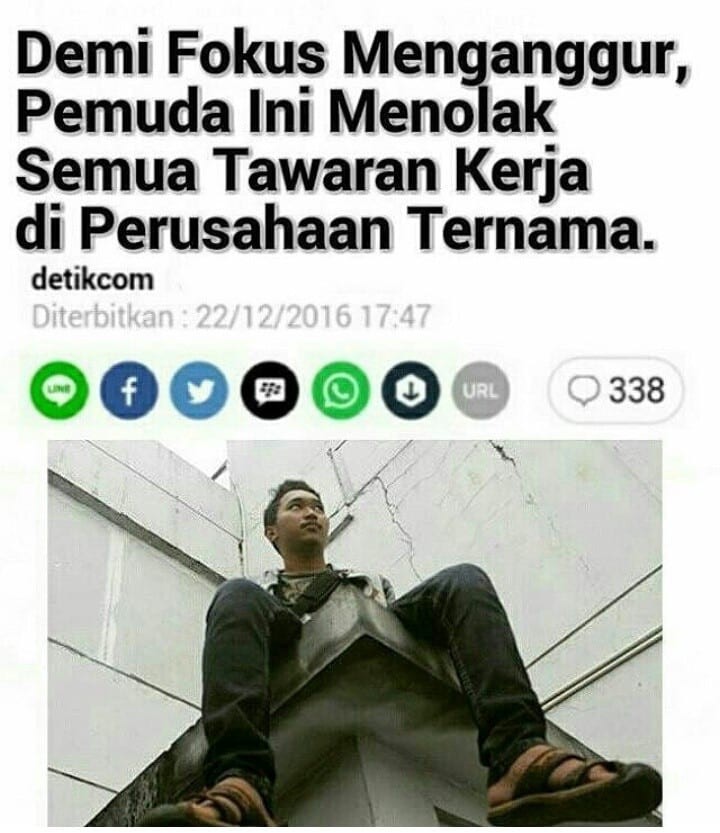 Demi Fokus Menganggur,
Pemuda Ini Menolak
Semua Tawaran Kerja
di Perusahaan Ternama.
detikcom
Diterbitkan : 22/12/2016 17:47
LINE
f
URL
338